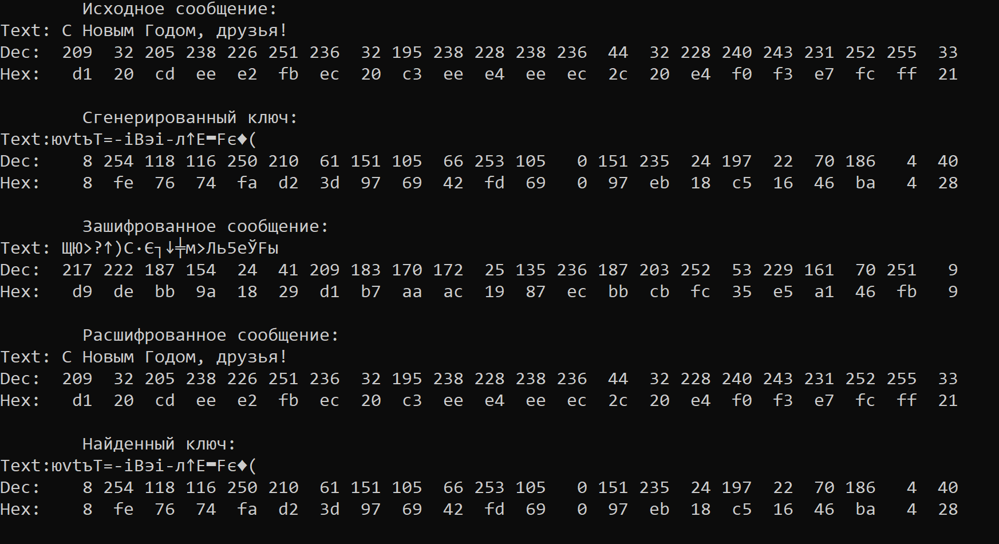 Исходное сообщение:
Text: С Новым Годом, друзья!
Dec: 209 32 205 238 226 251 236 32 195 238 228 238 236 44 32 228 240 243 231 252 255 33
Hex: d1 20 cd ee e2 fb ec 20 c3 ee e4 ee ec 2c 20 e4 f0 f3 e7 fc ff 21
Сгенерированный ключ:
Text:юvtъТ=-iBэi-л↑Е▬Fє♦(
Dec: 8 254 118 116 250 210 61 151 105 66 253 105 0 151 235 24 197 22 70 186 4 40
Hex: 8 fe 76 74 fa d2 3d 97 69 42 fd 69 0 97 eb 18 c5 16 46 ba 4 28
Зашифрованное сообщение:
Text: ЩЮ>?↑)С·Є┐↓╪м>Ль5еЎFы
Dec: 217 222 187 154 24 41 209 183 170 172 25 135 236 187 203 252 53 229 161 70 251 9
Hex: d9 de bb 9a 18 29 d1 b7 aa ac 19 87 ec bb cb fc 35 e5 a1 46 fb 9
Расшифрованное сообщение:
Text: С Новым Годом, друзья!
Dec: 209 32 205 238 226 251 236 32 195 238 228 238 236 44 32 228 240 243 231 252 255 33
Hex: d1 20 cd ee e2 fb ec 20 c3 ee e4 ee ec 2c 20 e4 f0 f3 e7 fc ff 21
Найденный ключ:
Text:юvtъТ=-iBэi-л↑Е▬Fє♦(
Dec: 8 254 118 116 250 210 61 151 105 66 253 105 0 151 235 24 197 22 70 186 4 40
Hex: 8 fe 76 74 fa d2 3d 97 69 42 fd 69 0 97 eb 18 c5 16 46 ba 4 28